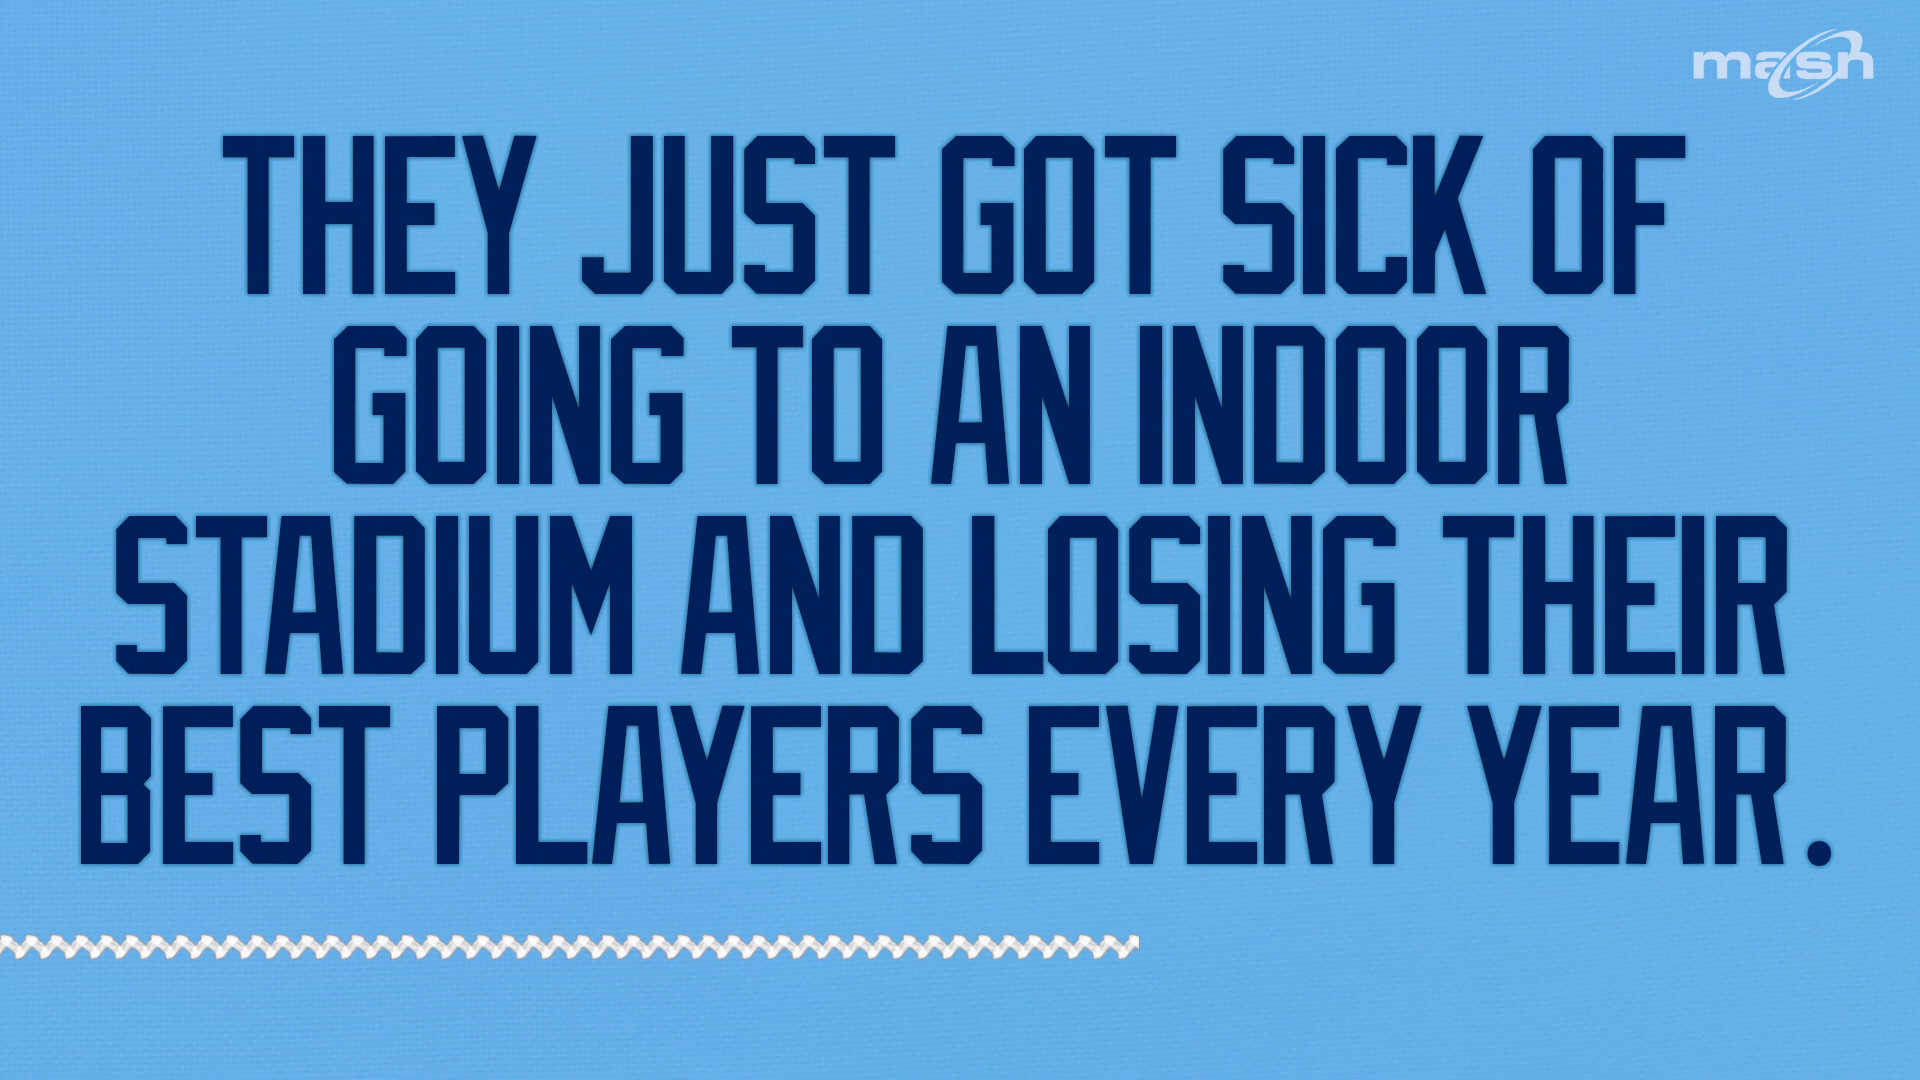 mash
THEY JUST GOT SICK OF
GOING TO AN INDOOR
STADIUM AND LOSING THEIR
BEST PLAYERS EVERY YEAR.